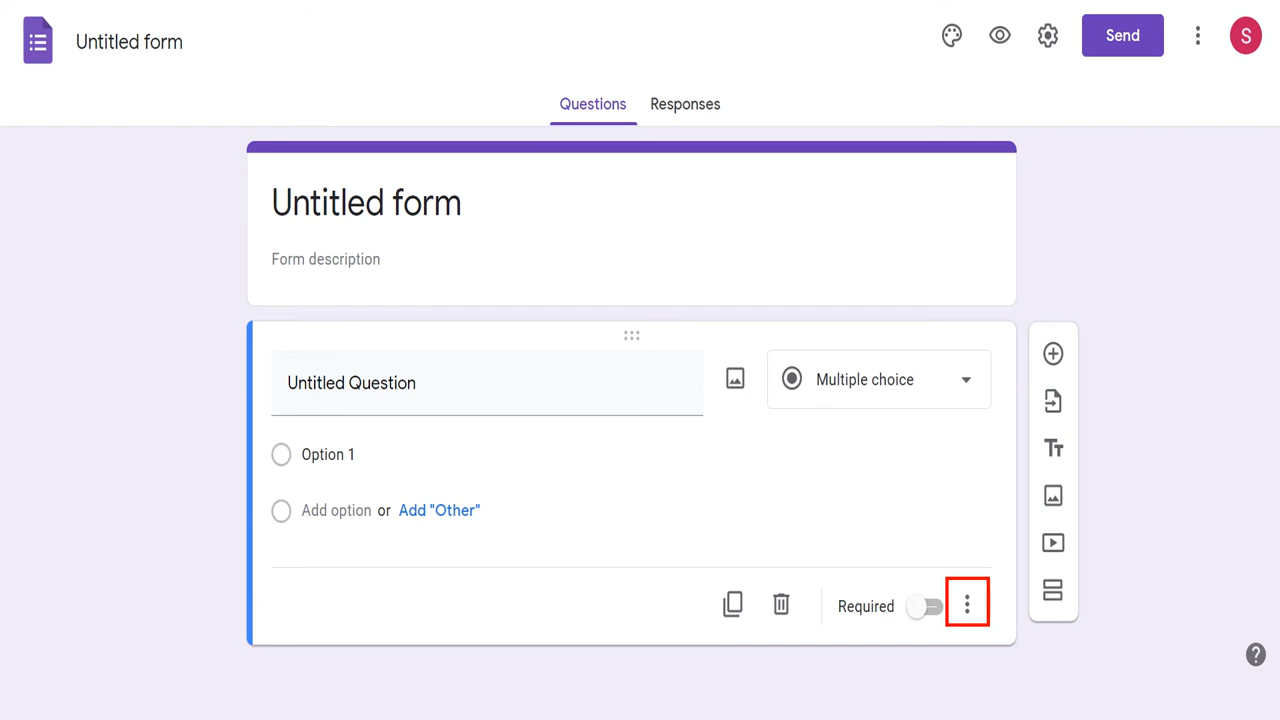 Untitled form
Send
S
Questions Responses
Untitled form
Form description
Untitled Question
Multiple choice
Option 1
Add option or Add "Other"
Required